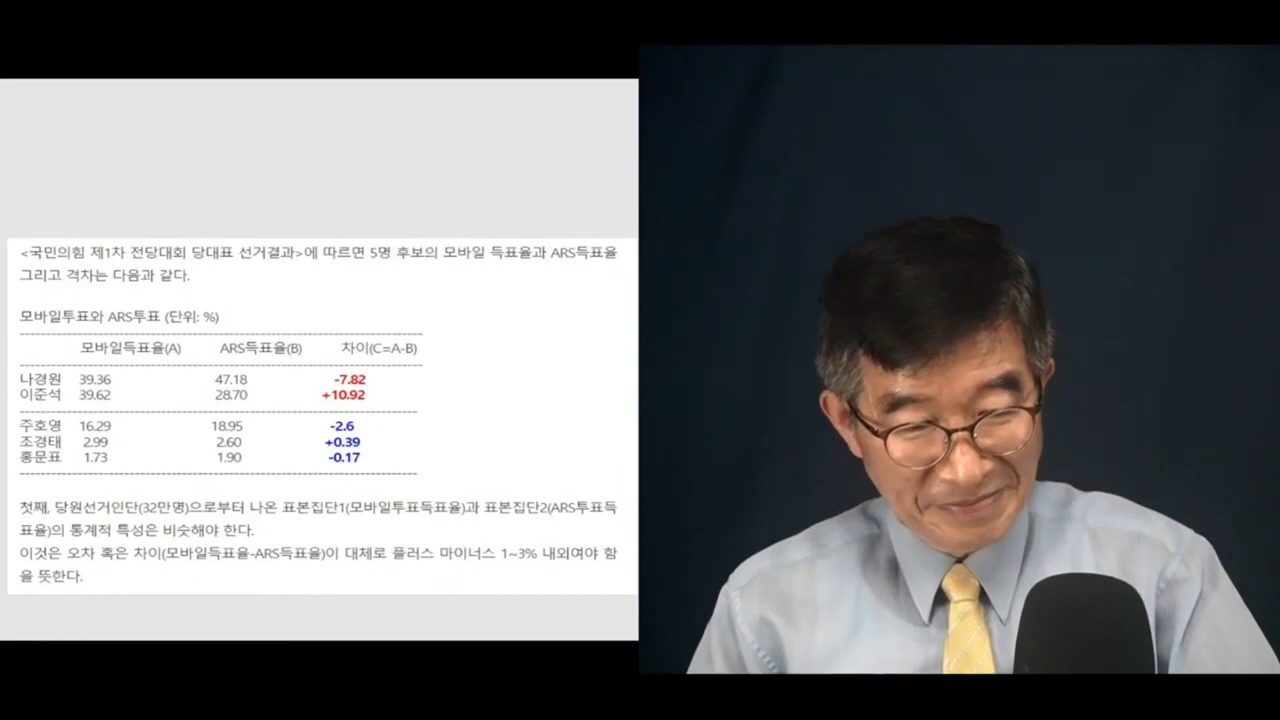 <국민의힘 제1차 전당대회 당대표 선거결과>에 따르면 5명 후보의 모바일 득표율과 ARS득표율
그리고 격차는 다음과 같다.
모바일투표와 ARS투표 (단위: %)
모바일득표율(A) ARS득표율(B) 차이(C=A-B)
나경원 39.36 47.18 -7.82
이준석 39.62 28.70 +10.92
주호영 16.29 18.95 -2.6
조경태 2.99 2.60 +0.39
홍문표 1.73 1.90 -0.17
첫째, 당원선거인단(32만명)으로부터 나온 표본집단1(모바일투표득표율)과 표본집단2(ARS투표득
표율)의 통계적 특성은 비슷해야 한다.
이것은 오차 혹은 차이(모바일득표율-ARS득표율)이 대체로 플러스 마이너스 1~3% 내외여야 함
을 뜻한다.